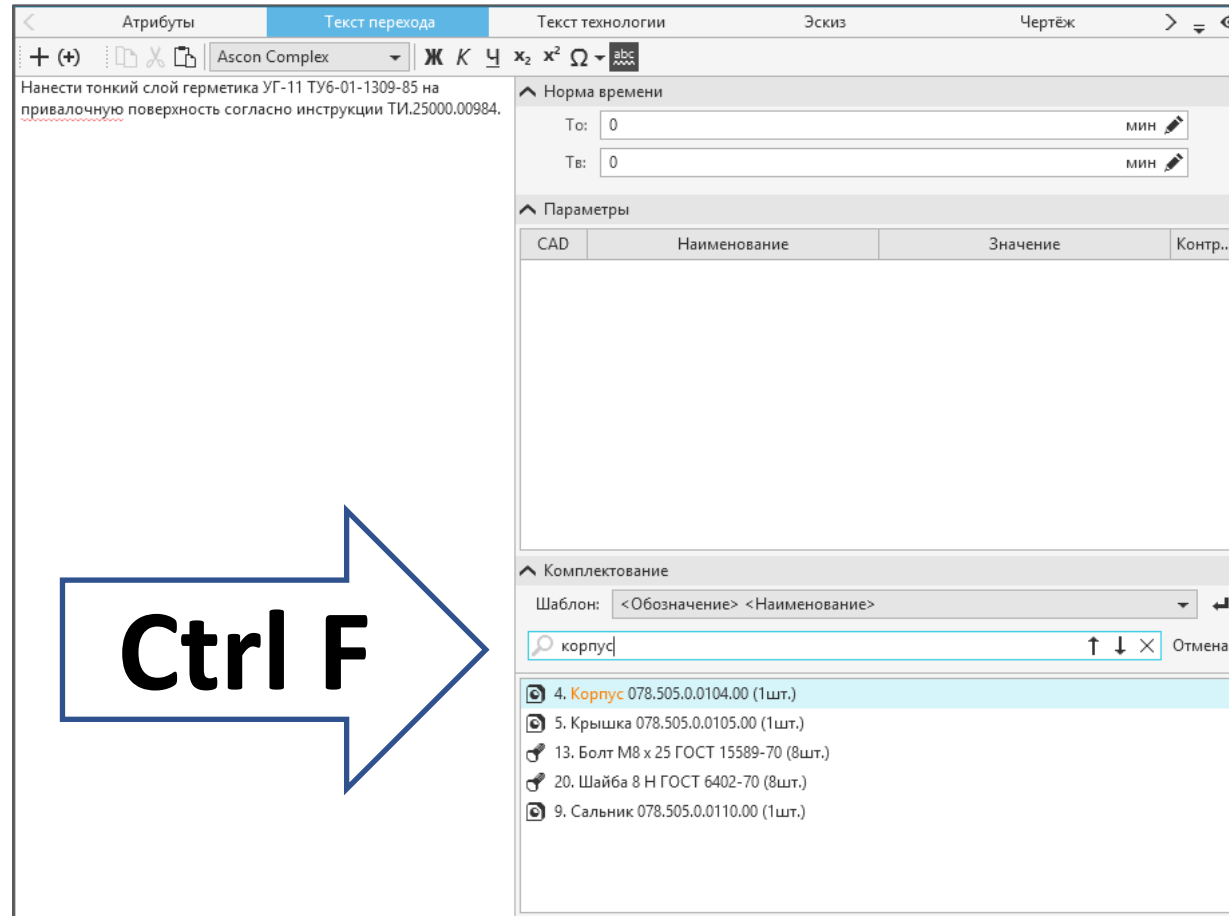 Атрибуты Текст перехода Текст технологии Эскиз Чертёж
(+) Ascon Complex Ж К Ч x₂ x² Ω abc
Нанести тонкий слой герметика УГ-11 ТУ6-01-1309-85 на
привалочную поверхность согласно инструкции ТИ.25000.00984.
Норма времени
То: 0 мин
Тв: 0 мин
Параметры
CAD Наименование Значение Контр...
Комплектование
Шаблон: <Обозначение> <Наименование>
корпус Отмена
Ctrl F
4. Корпус 078.505.0.0104.00 (1шт.)
5. Крышка 078.505.0.0105.00 (1шт.)
13. Болт М8 х 25 ГОСТ 15589-70 (8шт.)
20. Шайба 8 Н ГОСТ 6402-70 (8шт.)
9. Сальник 078.505.0.0110.00 (1шт.)